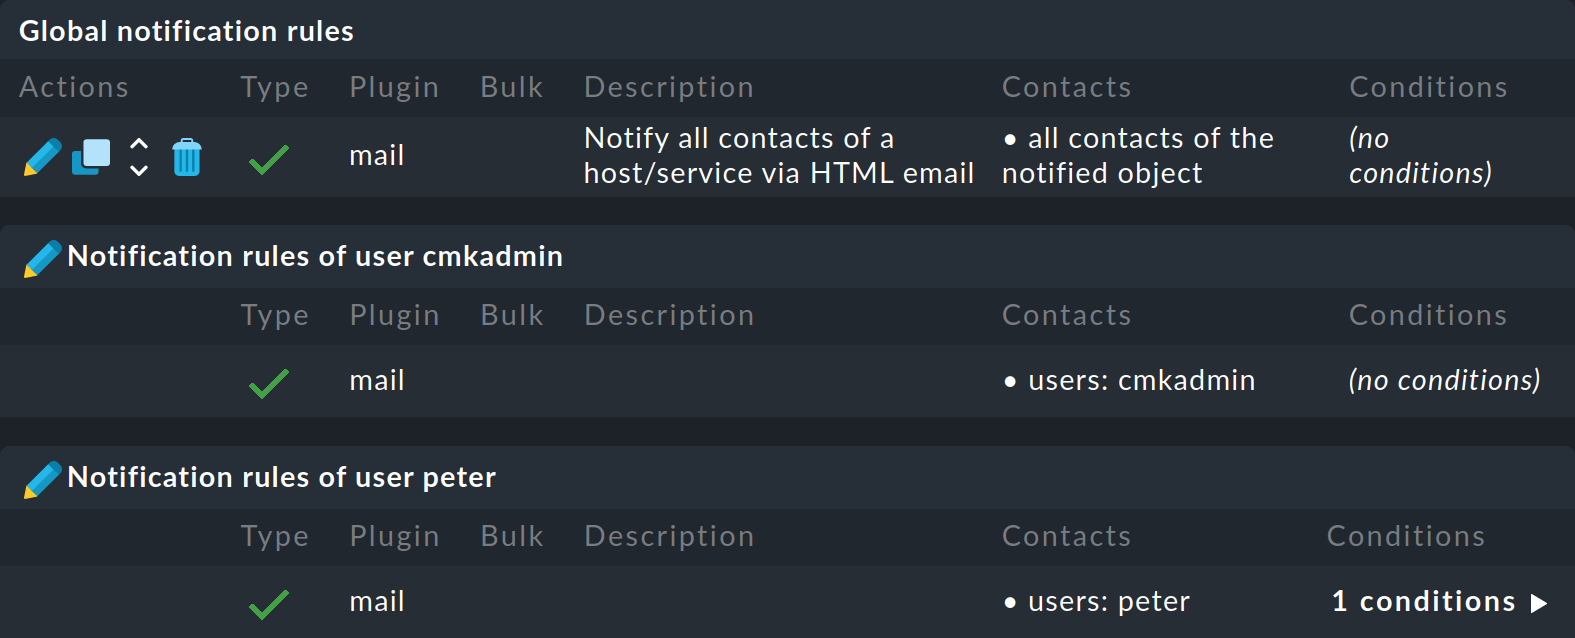 Global notification rules
Actions Type Plugin Bulk Description Contacts Conditions
mail Notify all contacts of a • all contacts of the (no
host/service via HTML email notified object conditions)
Notification rules of user cmkadmin
Type Plugin Bulk Description Contacts Conditions
mail • users: cmkadmin (no conditions)
Notification rules of user peter
Type Plugin Bulk Description Contacts Conditions
mail • users: peter 1 conditions